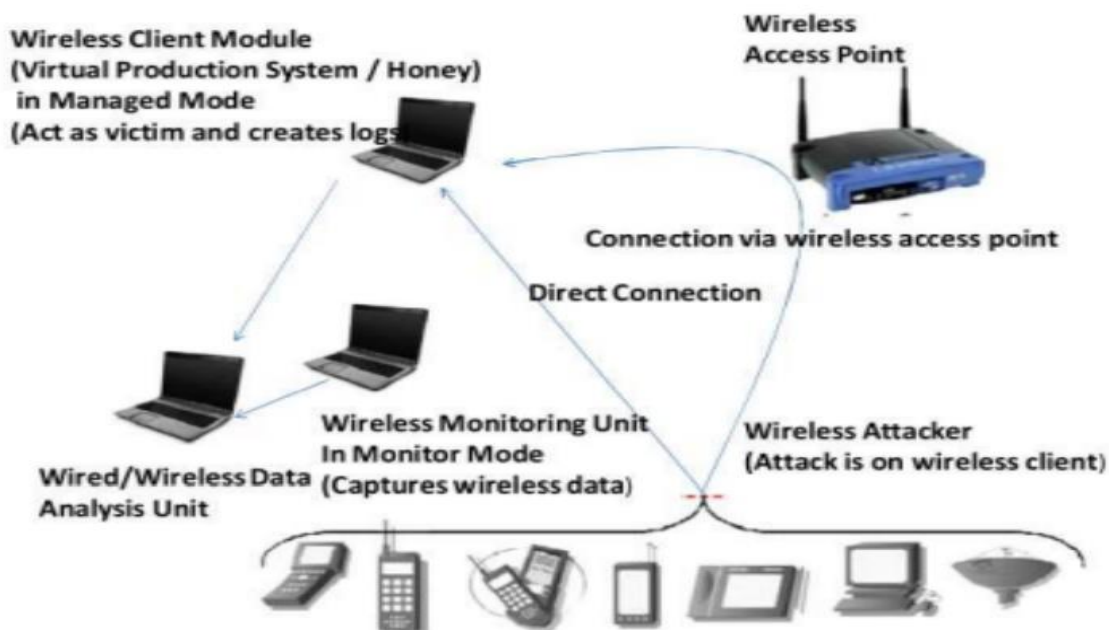 Wireless Client Module
(Virtual Production System / Honey)
in Managed Mode
(Act as victim and creates logs)
Wireless
Access Point
Connection via wireless access point
Direct Connection
Wireless Monitoring Unit
In Monitor Mode
(Captures wireless data)
Wireless Attacker
(Attack is on wireless client)
Wired/Wireless Data
Analysis Unit